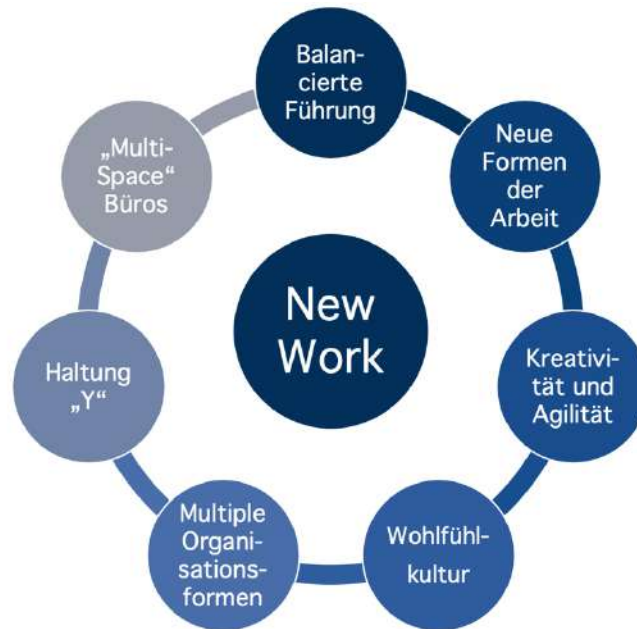 Balan-
cierte
Führung
Neue
Formen
der
Arbeit
Kreativi-
tät und
Agilität
Wohlfühl-
kultur
Multiple
Organi-
sations-
formen
Haltung
„Y“
„Multi-
Space“
Büros
New
Work